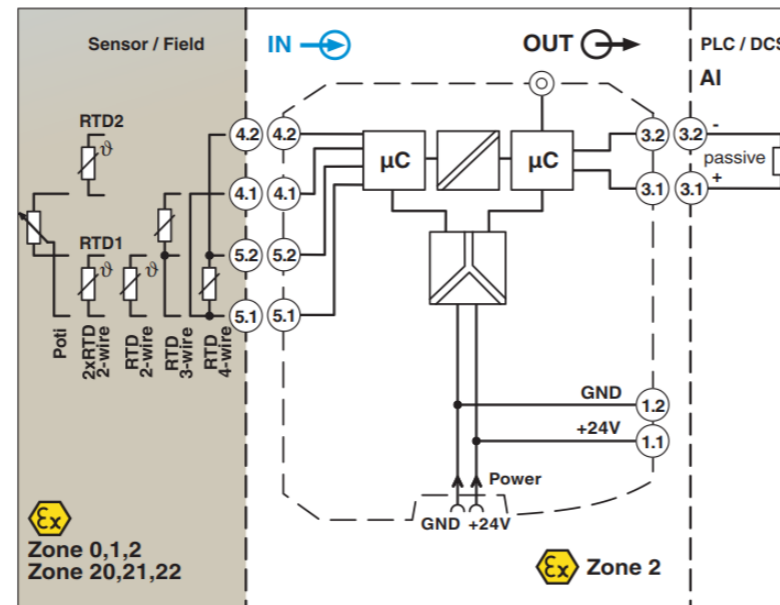 Sensor / Field
IN
OUT
PLC / DCS
AI
RTD2
ϑ
4.2
4.2
µC
µC
3.2
3.2
-
passive
4.1
4.1
3.1
3.1
+
RTD1
ϑ
ϑ
5.2
5.2
5.1
5.1
Poti
2xRTD
2-wire
RTD
2-wire
RTD
3-wire
RTD
4-wire
GND
1.2
+24V
1.1
Power
GND +24V
Ex
Zone 0,1,2
Zone 20,21,22
Ex
Zone 2